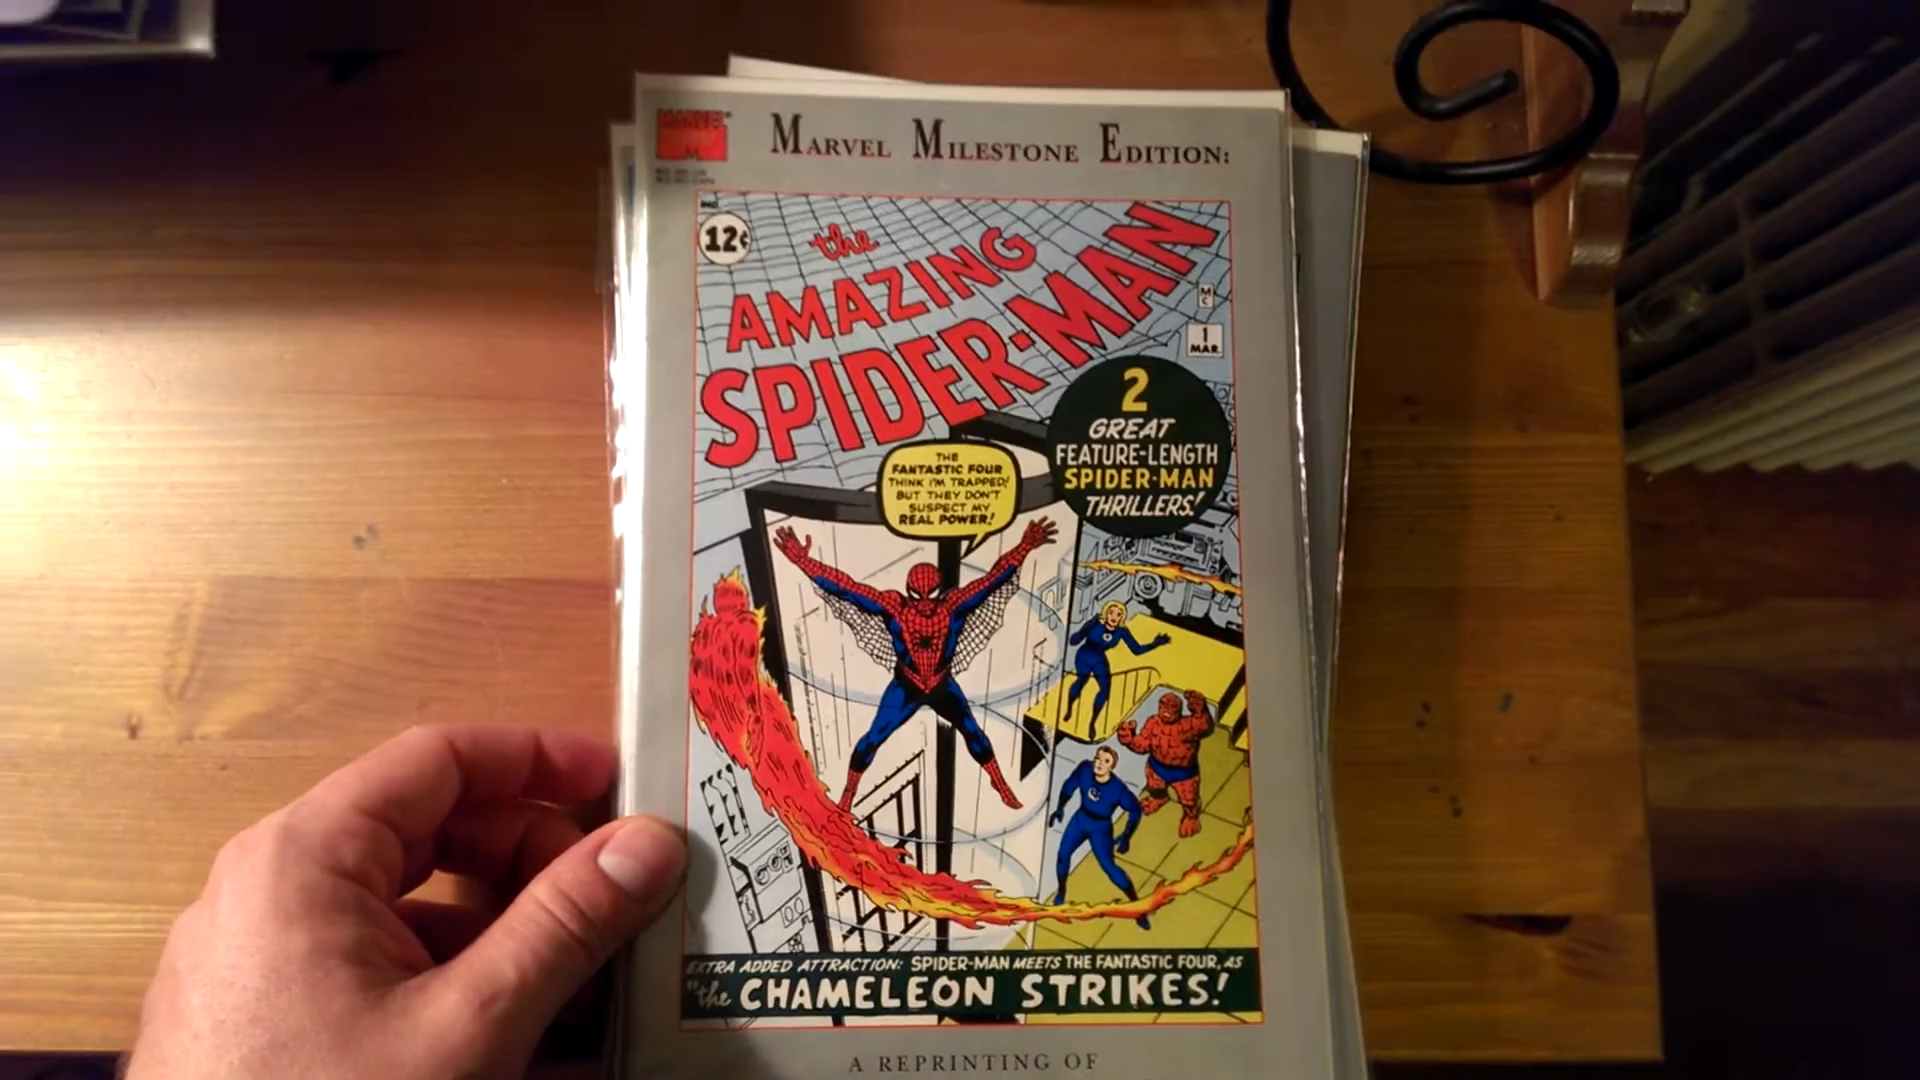 MARVEL
MARVEL MILESTONE EDITION:
IND.
12¢
the
AMAZING
SPIDER-MAN
M
C
1
MAR.
2
GREAT
FEATURE-LENGTH
SPIDER-MAN
THRILLERS!
THE
FANTASTIC FOUR
THINK I'M TRAPPED!
BUT THEY DON'T
SUSPECT MY
REAL POWER!
EXTRA ADDED ATTRACTION: SPIDER-MAN MEETS THE FANTASTIC FOUR, AS
"the CHAMELEON STRIKES!
A REPRINTING OF